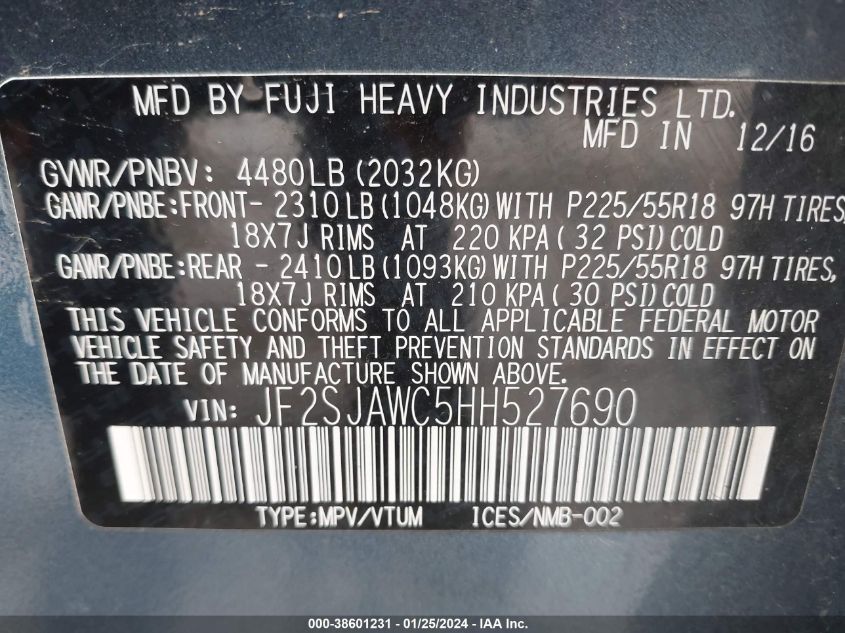 MFD BY FUJI HEAVY INDUSTRIES LTD.
MFD IN 12/16
GVWR/PNBV: 4480LB (2032KG)
GAWR/PNBE:FRONT- 2310 LB (1048KG) WITH P225/55R18 97H TIRES,
18X7J RIMS AT 220 KPA ( 32 PSI) COLD
GAWR/PNBE:REAR - 2410 LB (1093KG) WITH P225/55R18 97H TIRES,
18X7J RIMS AT 210 KPA ( 30 PSI) COLD
THIS VEHICLE CONFORMS TO ALL APPLICABLE FEDERAL MOTOR
VEHICLE SAFETY AND THEFT PREVENTION STANDARDS IN EFFECT ON
THE DATE OF MANUFACTURE SHOWN ABOVE.
VIN: JF2SJAWC5HH527690
TYPE:MPV/VTUM ICES/NMB-002
000-38601231 - 01/25/2024 - IAA Inc.